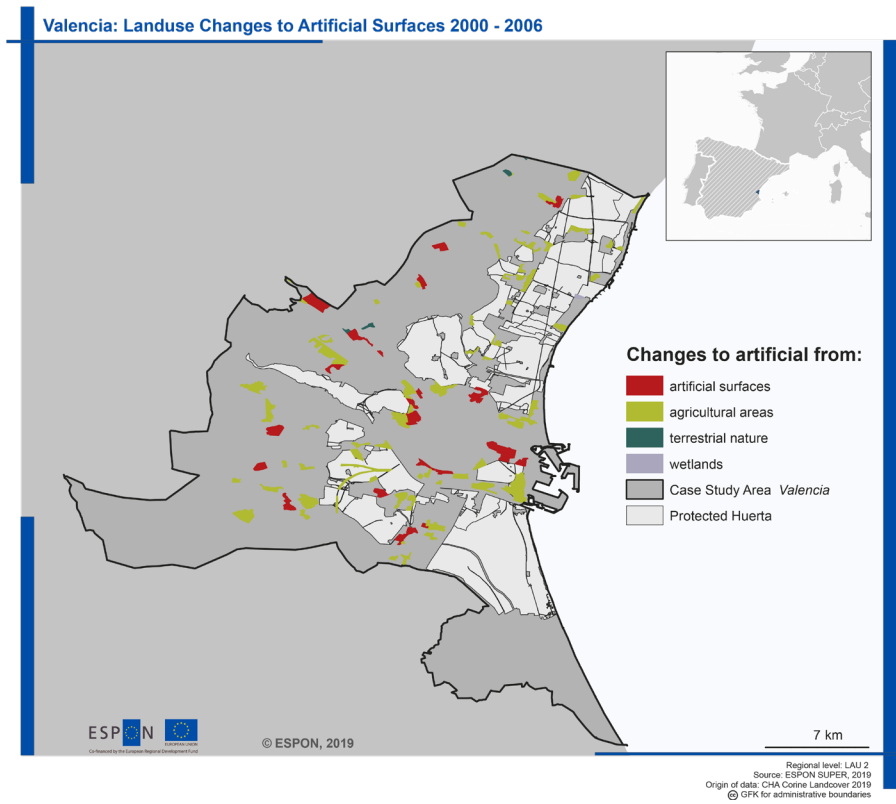 Valencia: Landuse Changes to Artificial Surfaces 2000 - 2006
Changes to artificial from:
artificial surfaces
agricultural areas
terrestrial nature
wetlands
Case Study Area Valencia
Protected Huerta
ESPON
EUROPEAN UNION
Co-financed by the European Regional Development Fund
© ESPON, 2019
7 km
Regional level: LAU 2
Source: ESPON SUPER, 2019
Origin of data: CHA Corine Landcover 2019
cc GFK for administrative boundaries